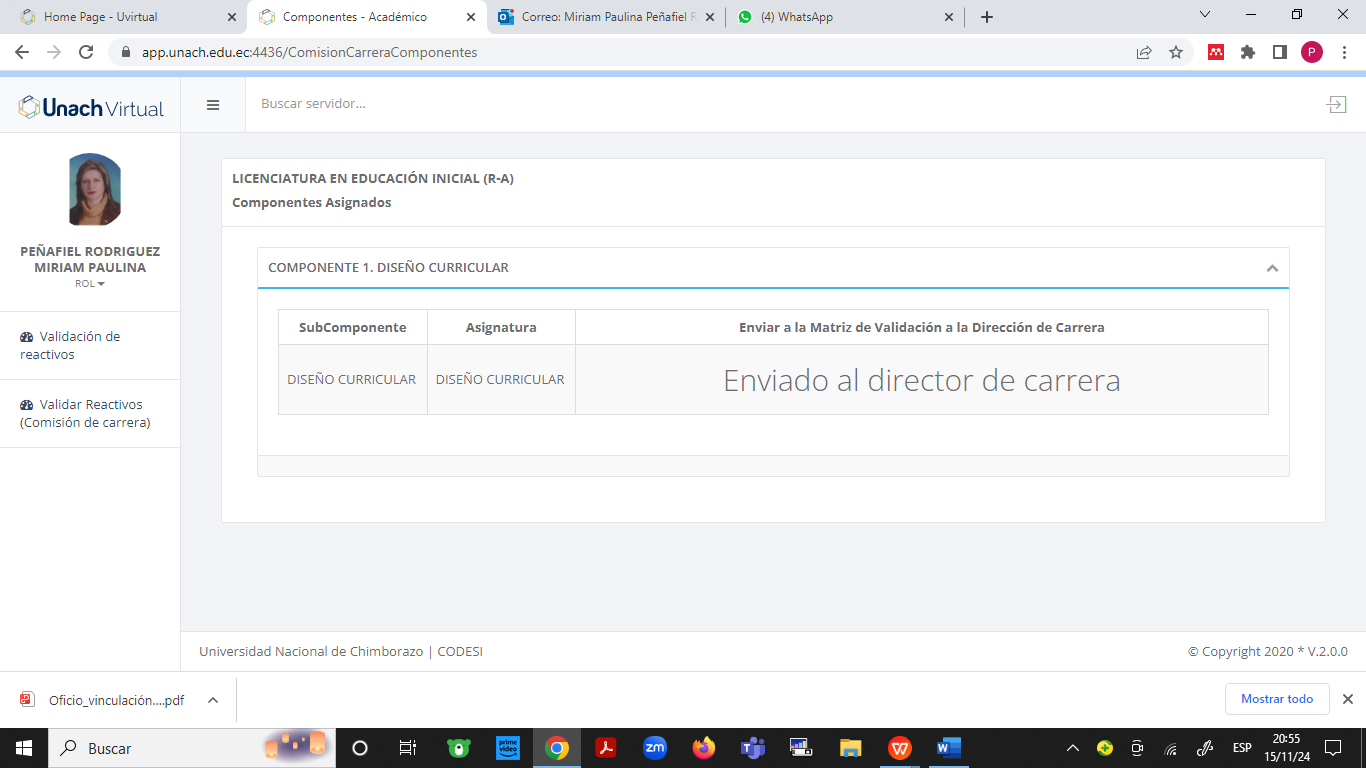 Home Page - Uvirtual
Componentes - Académico
Correo: Miriam Paulina Peñafiel R
(4) WhatsApp
app.unach.edu.ec:4436/ComisionCarreraComponentes
P
Unach Virtual
Buscar servidor...
PEÑAFIEL RODRIGUEZ
MIRIAM PAULINA
ROL
Validación de
reactivos
Validar Reactivos
(Comisión de carrera)
LICENCIATURA EN EDUCACIÓN INICIAL (R-A)
Componentes Asignados
COMPONENTE 1. DISEÑO CURRICULAR
SubComponente Asignatura Enviar a la Matriz de Validación a la Dirección de Carrera
DISEÑO CURRICULAR DISEÑO CURRICULAR Enviado al director de carrera
Universidad Nacional de Chimborazo | CODESI
© Copyright 2020 * V.2.0.0
Oficio_vinculación....pdf
Mostrar todo
Buscar
prime video
zm
ESP
20:55
15/11/24